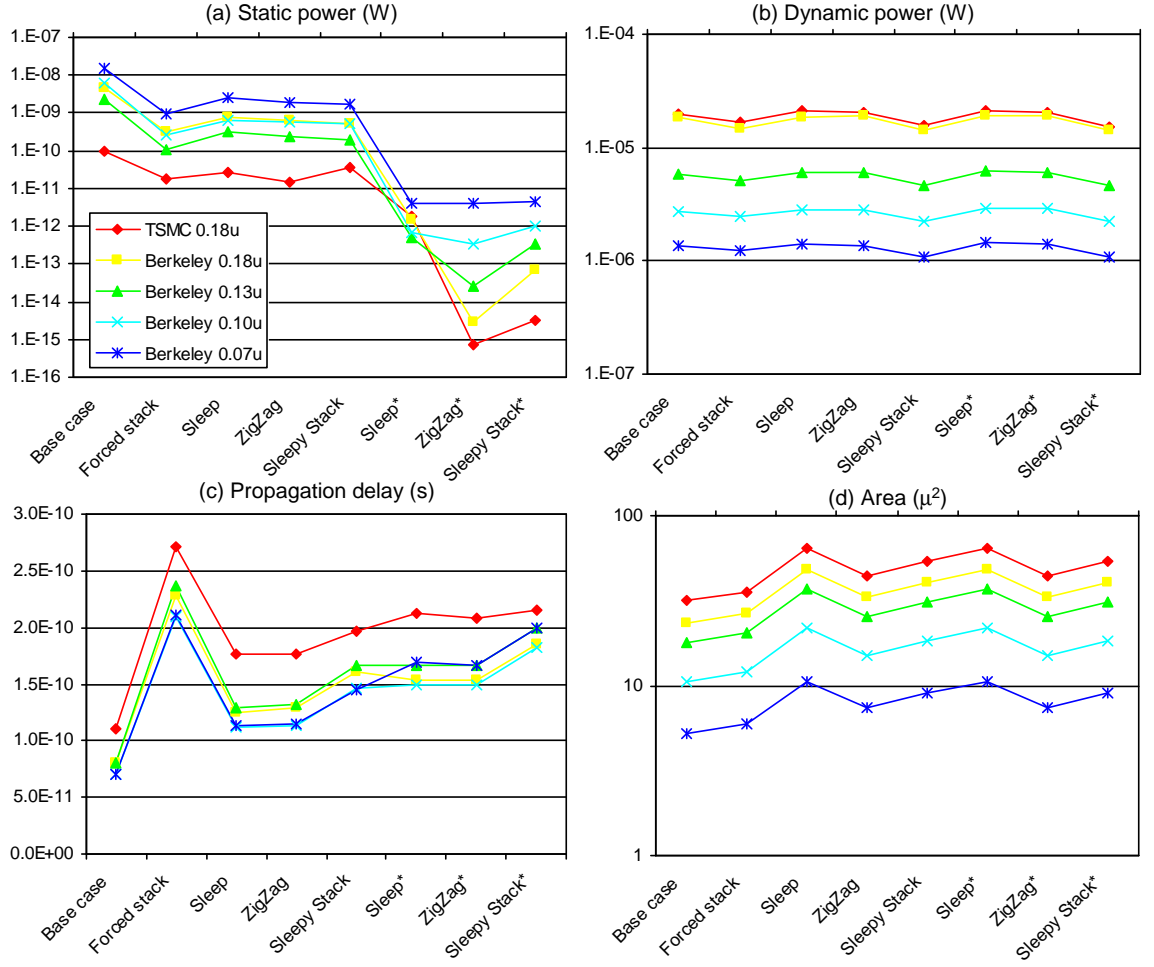 (a) Static power (W)
1.E-07
1.E-08
1.E-09
1.E-10
1.E-11
1.E-12
1.E-13
1.E-14
1.E-15
1.E-16
TSMC 0.18u
Berkeley 0.18u
Berkeley 0.13u
Berkeley 0.10u
Berkeley 0.07u
Base case
Forced stack
Sleep
ZigZag
Sleepy Stack
Sleep*
ZigZag*
Sleepy Stack*
(b) Dynamic power (W)
1.E-04
1.E-05
1.E-06
1.E-07
Base case
Forced stack
Sleep
ZigZag
Sleepy Stack
Sleep*
ZigZag*
Sleepy Stack*
(c) Propagation delay (s)
3.0E-10
2.5E-10
2.0E-10
1.5E-10
1.0E-10
5.0E-11
0.0E+00
Base case
Forced stack
Sleep
ZigZag
Sleepy Stack
Sleep*
ZigZag*
Sleepy Stack*
(d) Area (μ²)
100
10
1
Base case
Forced stack
Sleep
ZigZag
Sleepy Stack
Sleep*
ZigZag*
Sleepy Stack*